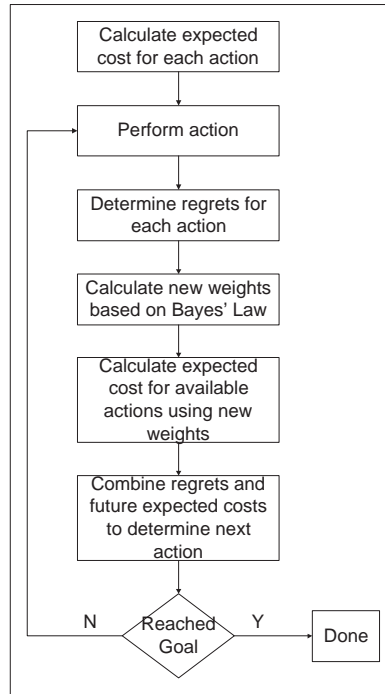 Calculate expected
cost for each action
Perform action
Determine regrets for
each action
Calculate new weights
based on Bayes' Law
Calculate expected
cost for available
actions using new
weights
Combine regrets and
future expected costs
to determine next
action
N
Reached
Goal
Y
Done